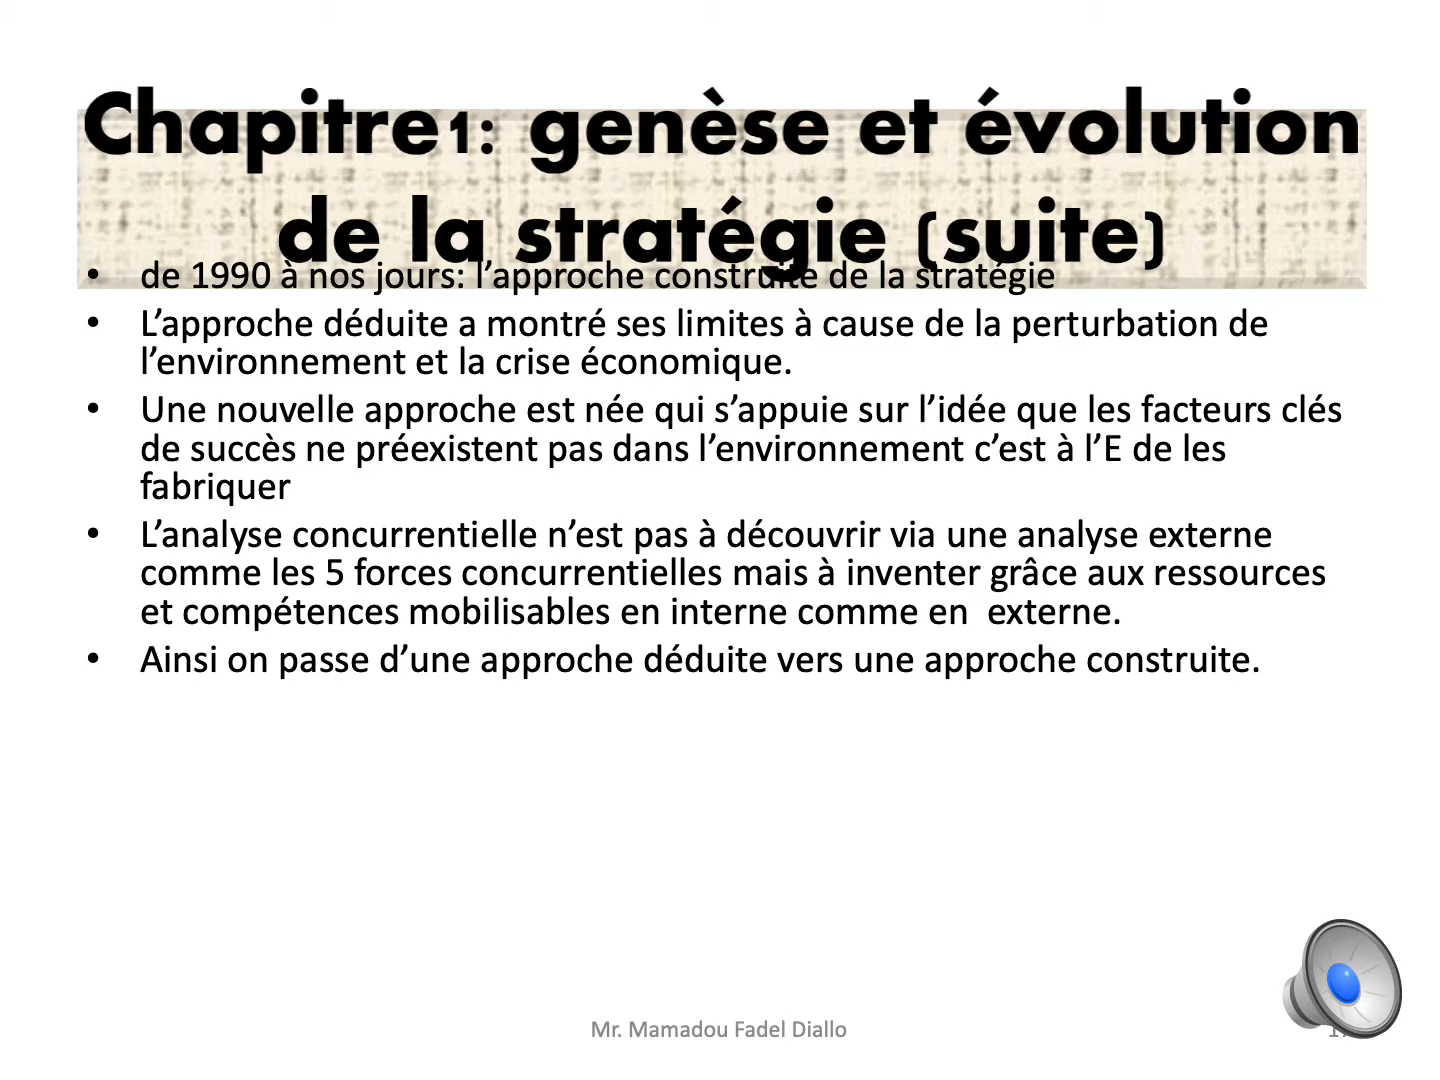 Chapitre1: genèse et évolution
de la stratégie (suite)
• de 1990 à nos jours: l’approche construite de la stratégie
• L’approche déduite a montré ses limites à cause de la perturbation de
l’environnement et la crise économique.
• Une nouvelle approche est née qui s’appuie sur l’idée que les facteurs clés
de succès ne préexistent pas dans l’environnement c’est à l’E de les
fabriquer
• L’analyse concurrentielle n’est pas à découvrir via une analyse externe
comme les 5 forces concurrentielles mais à inventer grâce aux ressources
et compétences mobilisables en interne comme en  externe.
• Ainsi on passe d’une approche déduite vers une approche construite.
Mr. Mamadou Fadel Diallo